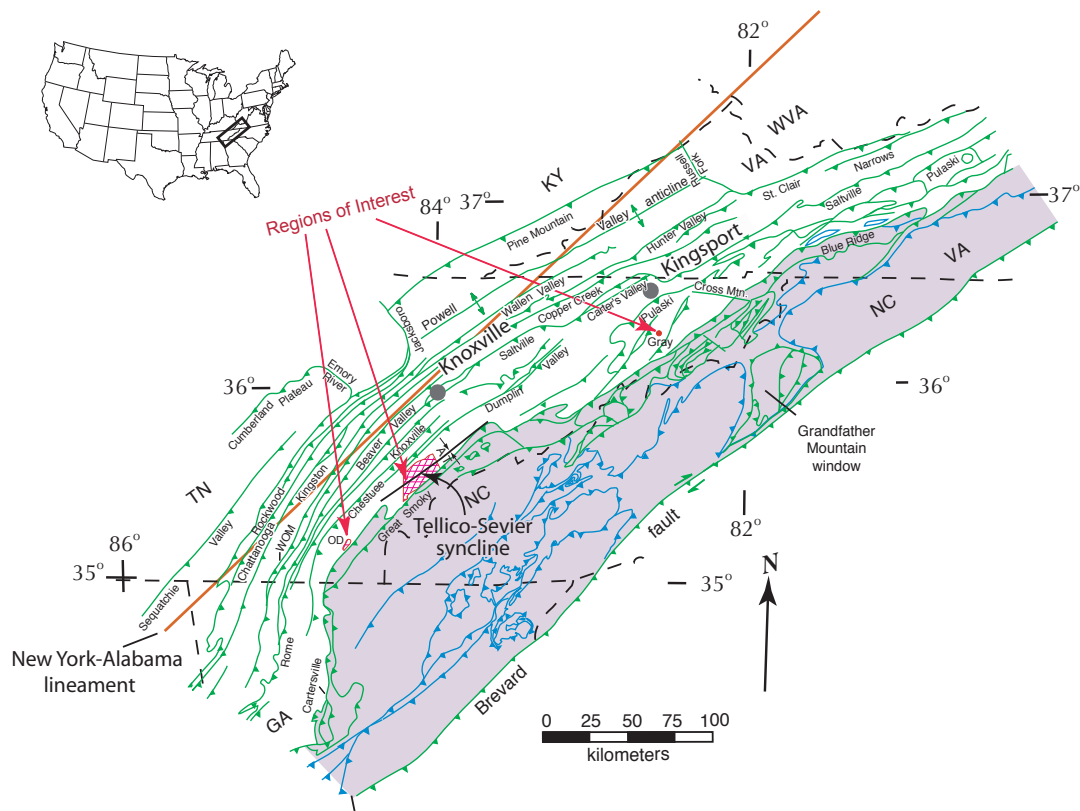 82°
WVA
VA
KY
Russell
Fork
Narrows
St. Clair
Pulaski
Saltville
37°
84°
37°
Regions of Interest
Pine Mountain
Valley
anticline
Hunter Valley
Blue Ridge
VA
Kingsport
Wallen Valley
Powell
Copper Creek
Carter's Valley
Cross Mtn.
Pulaski
NC
Gray
Jacksboro
Knoxville
Saltville
Valley
Dumplin
36°
Emory
River
Plateau
Cumberland
36°
Valley
Beaver
Knoxville
Grandfather
Mountain
window
A
Kingston
Rockwood
Chattanooga
WOM
Chestuee
Great Smoky
NC
TN
Valley
OD
Tellico-Sevier
syncline
82°
fault
86°
35°
35°
N
Sequatchie
New York-Alabama
lineament
Rome
Cartersville
Brevard
GA
0 25 50 75 100
kilometers